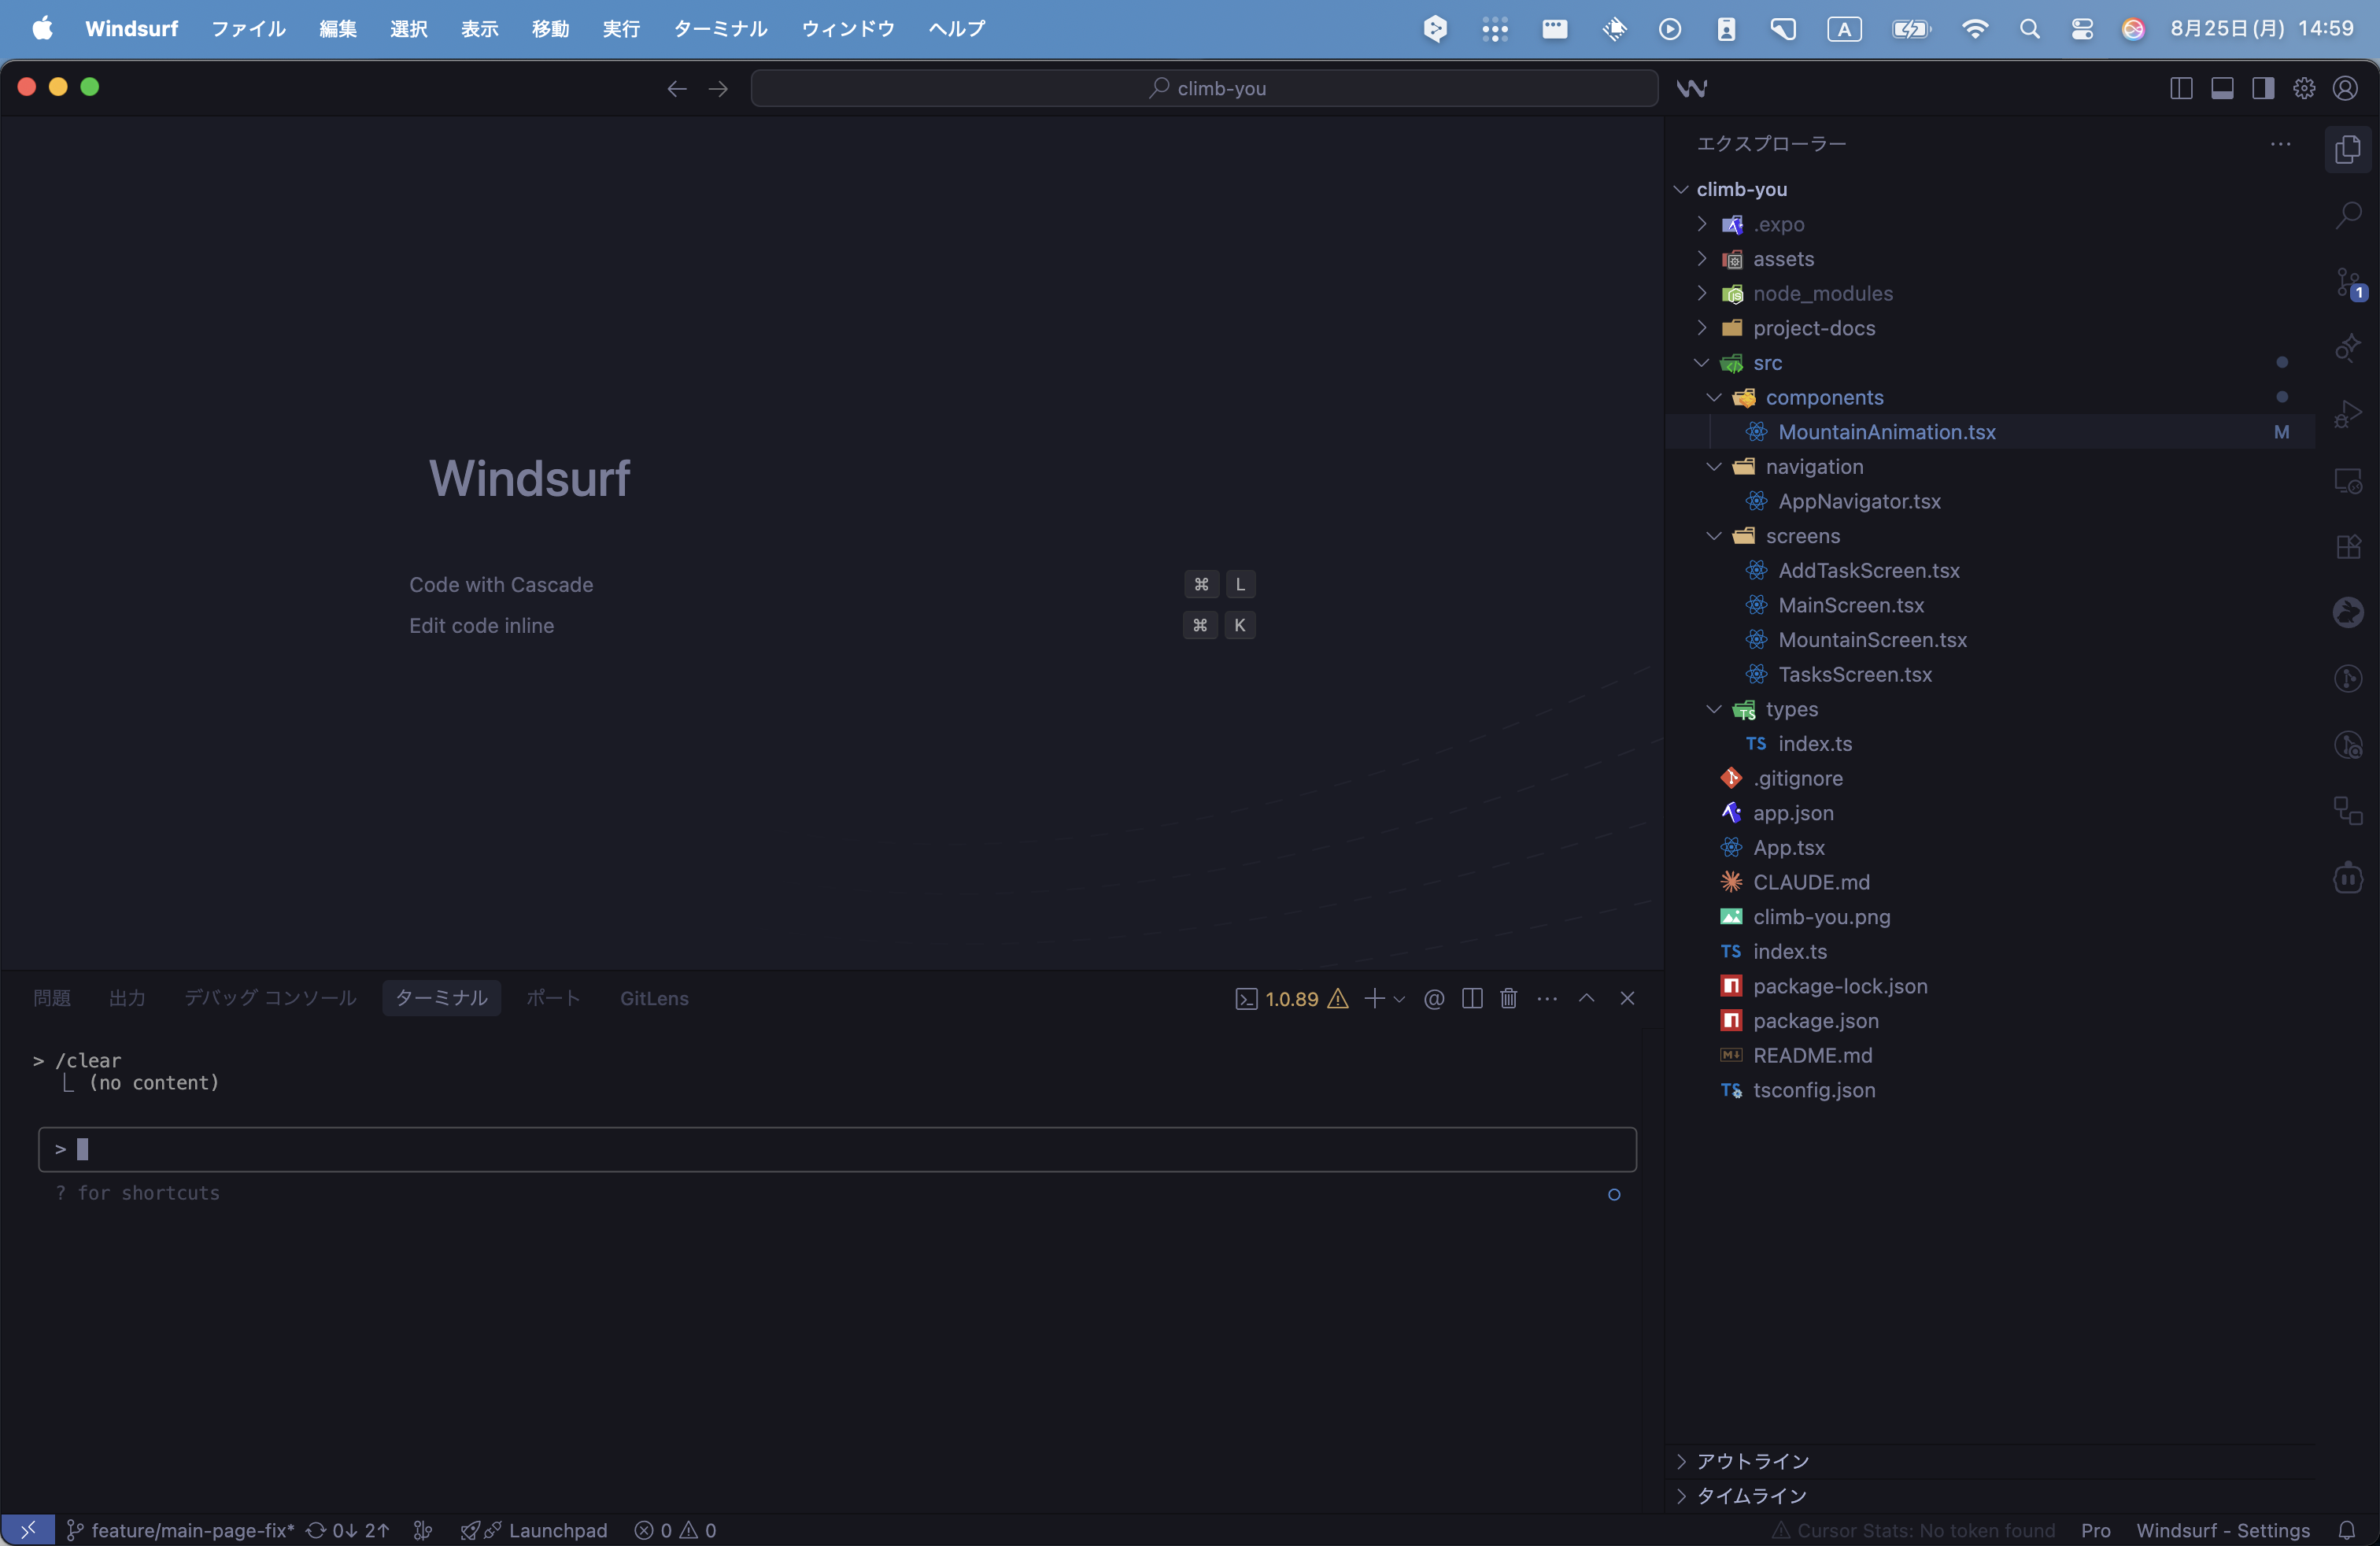 Windsurf ファイル 編集 選択 表示 移動 実行 ターミナル ウィンドウ ヘルプ A 8月25日(月) 14:59
climb-you
エクスプローラー
climb-you
.expo
assets
node_modules
project-docs
src
components
MountainAnimation.tsx M
navigation
AppNavigator.tsx
screens
AddTaskScreen.tsx
MainScreen.tsx
MountainScreen.tsx
TasksScreen.tsx
types
TS index.ts
.gitignore
app.json
App.tsx
CLAUDE.md
climb-you.png
TS index.ts
package-lock.json
package.json
README.md
TS tsconfig.json
アウトライン
タイムライン
1
Windsurf
Code with Cascade ⌘ L
Edit code inline ⌘ K
問題 出力 デバッグ コンソール ターミナル ポート GitLens 1.0.89
> /clear
⎿ (no content)
>
? for shortcuts
feature/main-page-fix* 0↓ 2↑ Launchpad 0 0 Cursor Stats: No token found Pro Windsurf - Settings